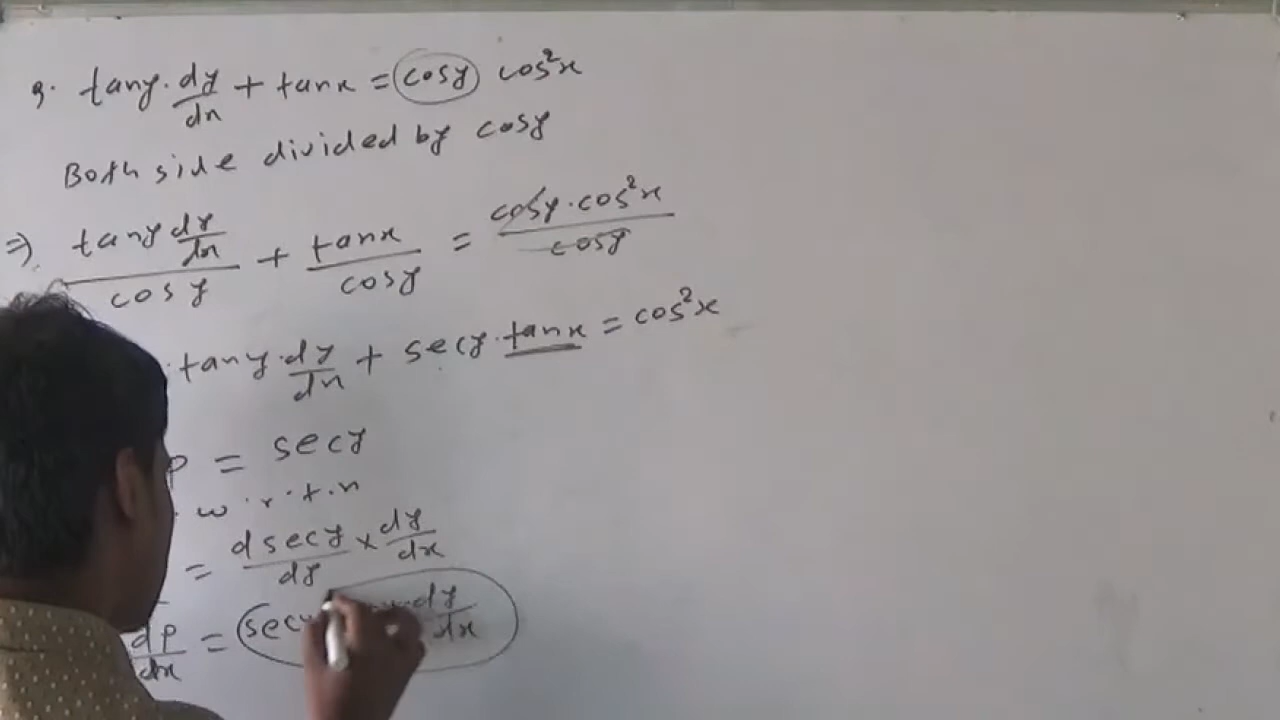 9. tany. dy/dx + tanx = cosy cos²x
Both side divided by cosy
⇒) tany dy/dx / cosy + tanx / cosy = cosy.cos²x / cosy
.tany.dy/dx + secy.tanx = cos²x
p = secy
. w.r.t.x
= dsecy/dy × dy/dx
dp/dx = secy dy/dx